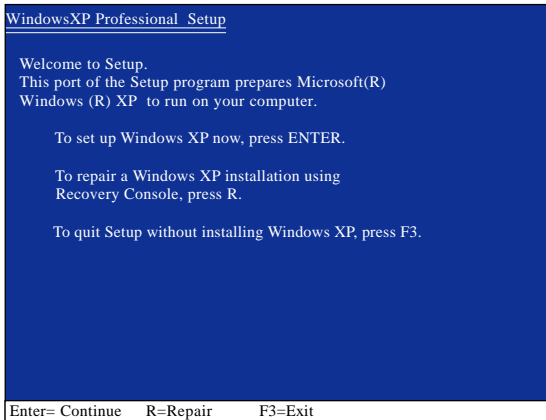 WindowsXP Professional  Setup
Welcome to Setup.
This port of the Setup program prepares Microsoft(R)
Windows (R) XP  to run on your computer.
To set up Windows XP now, press ENTER.
To repair a Windows XP installation using
Recovery Console, press R.
To quit Setup without installing Windows XP, press F3.
Enter= Continue    R=Repair    F3=Exit